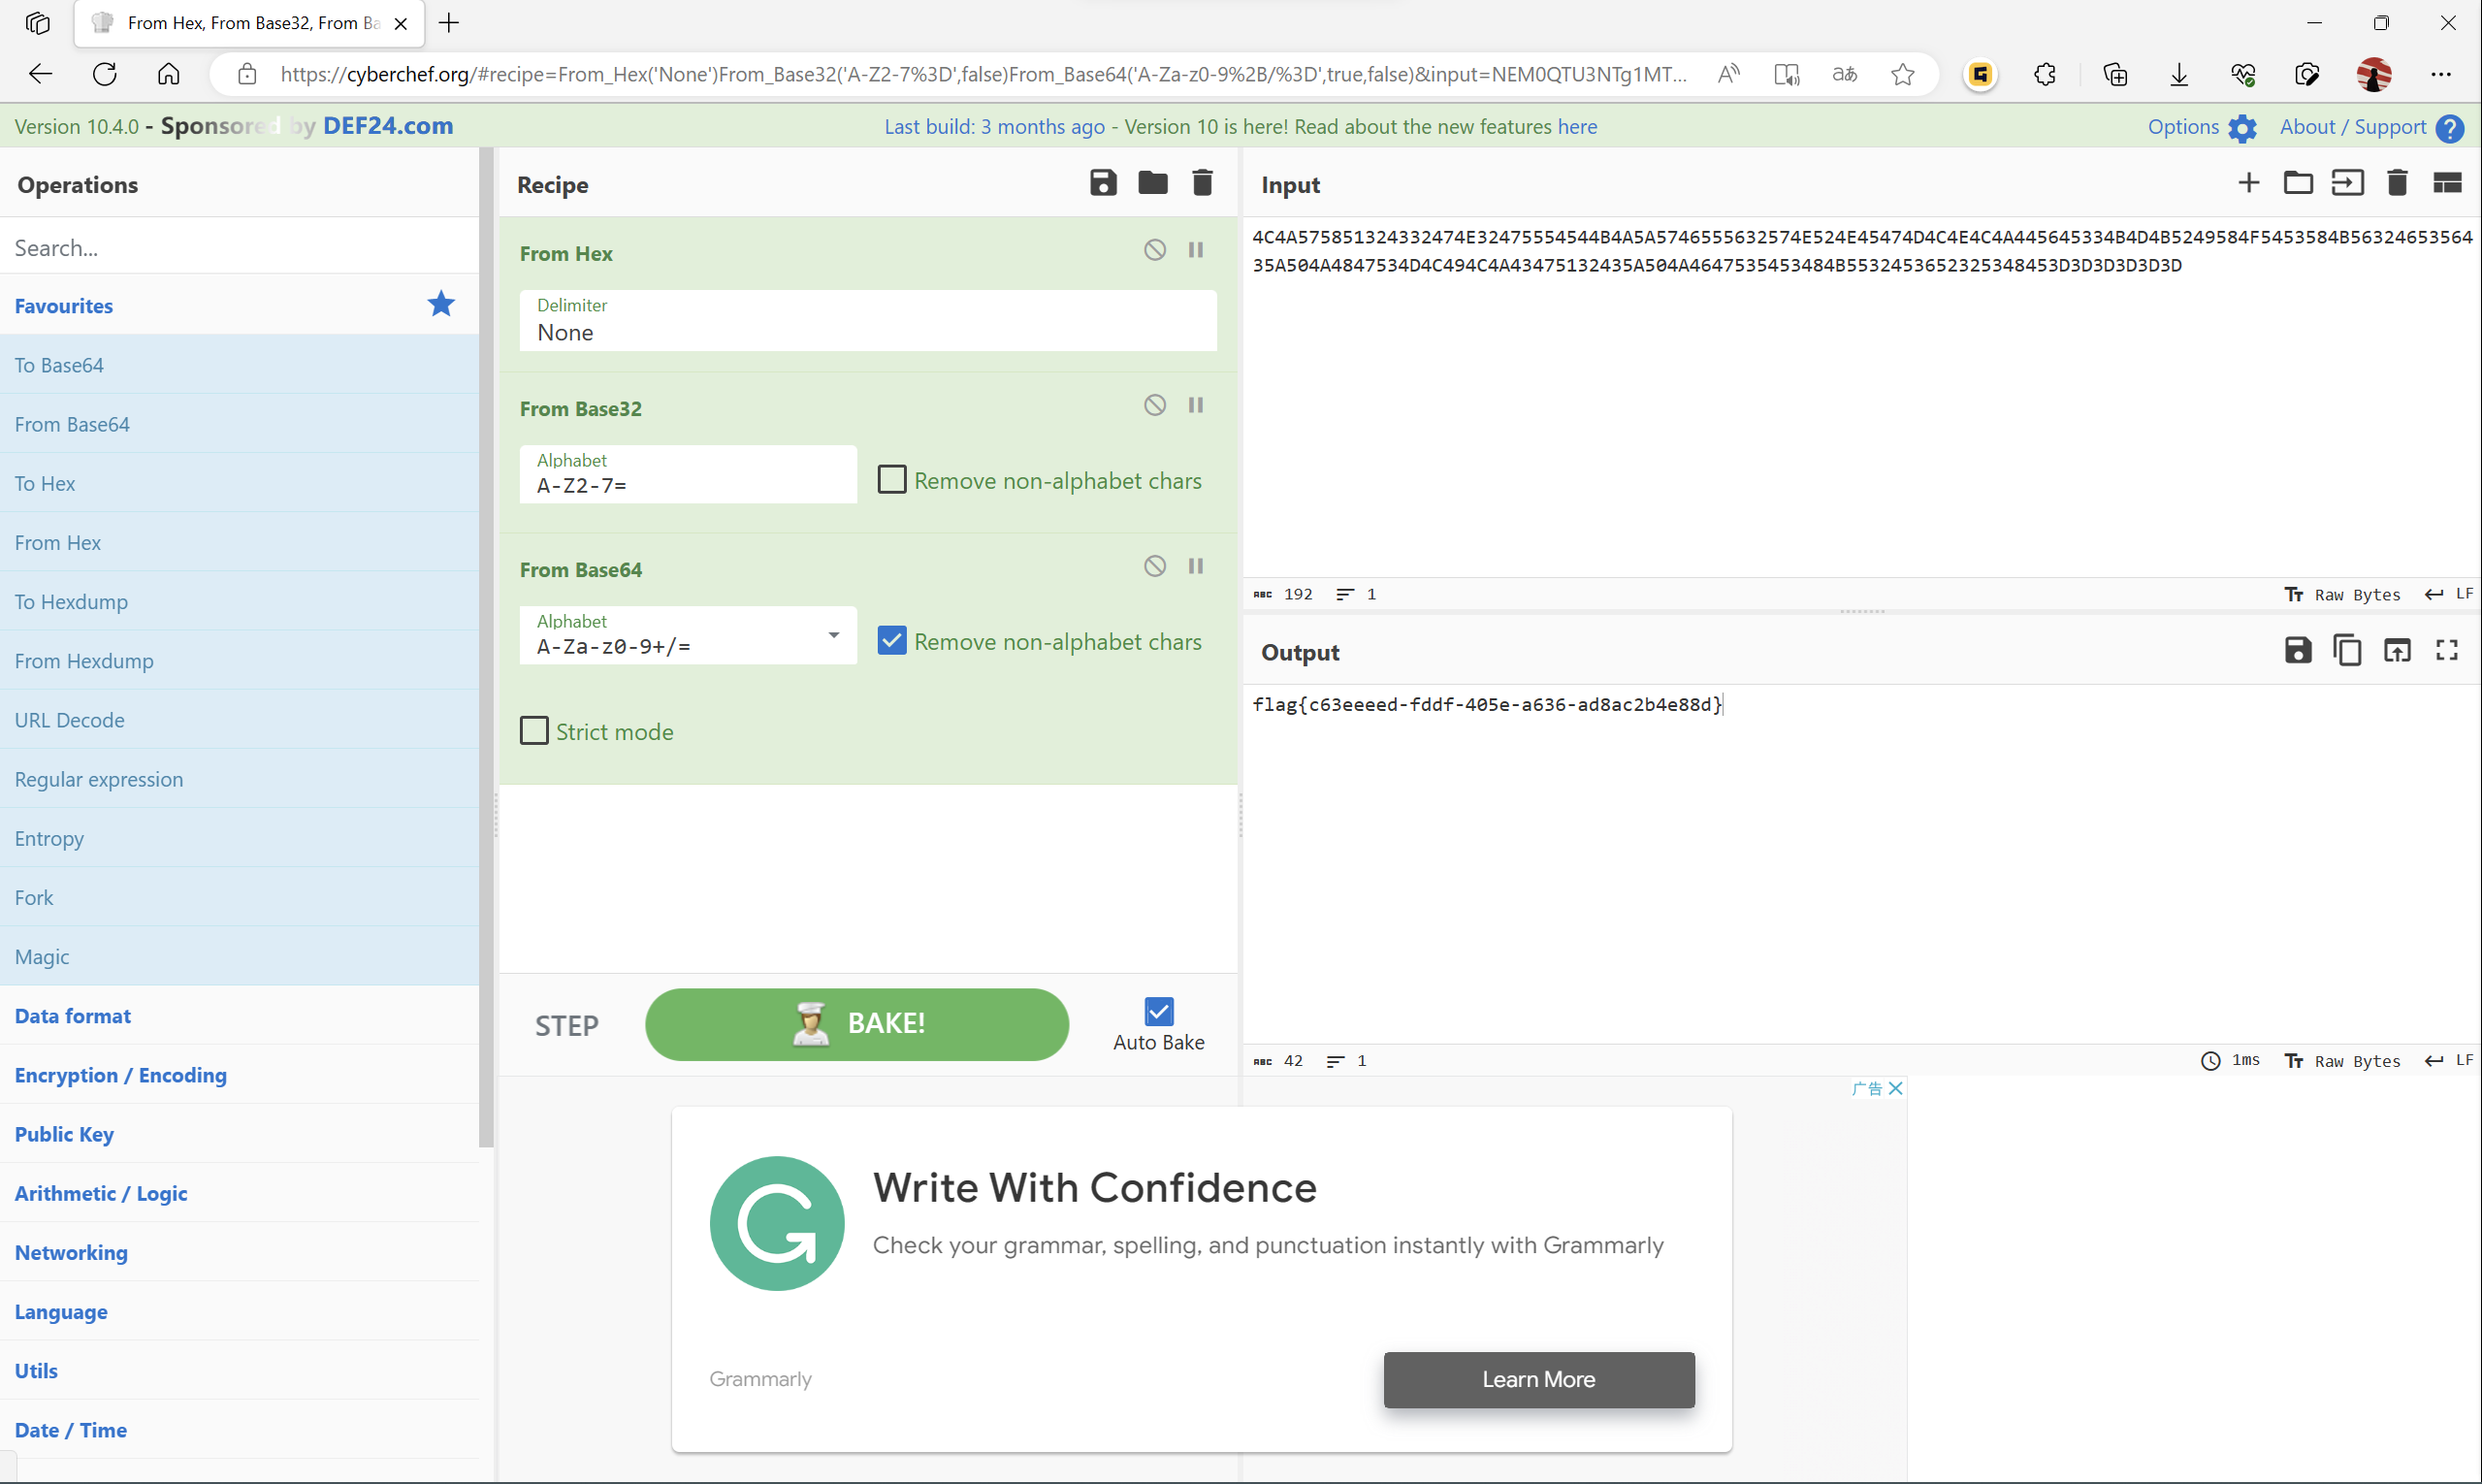 From Hex, From Base32, From Ba
https://cyberchef.org/#recipe=From_Hex('None')From_Base32('A-Z2-7%3D',false)From_Base64('A-Za-z0-9%2B/%3D',true,false)&input=NEM0QTU3NTg1MT...
Version 10.4.0 - Sponsored by DEF24.com
Last build: 3 months ago - Version 10 is here! Read about the new features here
Options
About / Support
Operations
Search...
Favourites
To Base64
From Base64
To Hex
From Hex
To Hexdump
From Hexdump
URL Decode
Regular expression
Entropy
Fork
Magic
Data format
Encryption / Encoding
Public Key
Arithmetic / Logic
Networking
Language
Utils
Date / Time
Recipe
From Hex
Delimiter
None
From Base32
Alphabet
A-Z2-7=
Remove non-alphabet chars
From Base64
Alphabet
A-Za-z0-9+/=
Remove non-alphabet chars
Strict mode
STEP
BAKE!
Auto Bake
Input
4C4A575851324332474E32475554544B4A5A5746555632574E524E45474D4C4E4C4A445645334B4D4B5249584F5453584B56324653564
35A504A4847534D4C494C4A43475132435A504A4647535453484B5532453652325348453D3D3D3D3D3D
ABC 192 1
Raw Bytes LF
Output
flag{c63eeeed-fddf-405e-a636-ad8ac2b4e88d}
ABC 42 1
1ms Raw Bytes LF
广告
Write With Confidence
Check your grammar, spelling, and punctuation instantly with Grammarly
Grammarly
Learn More